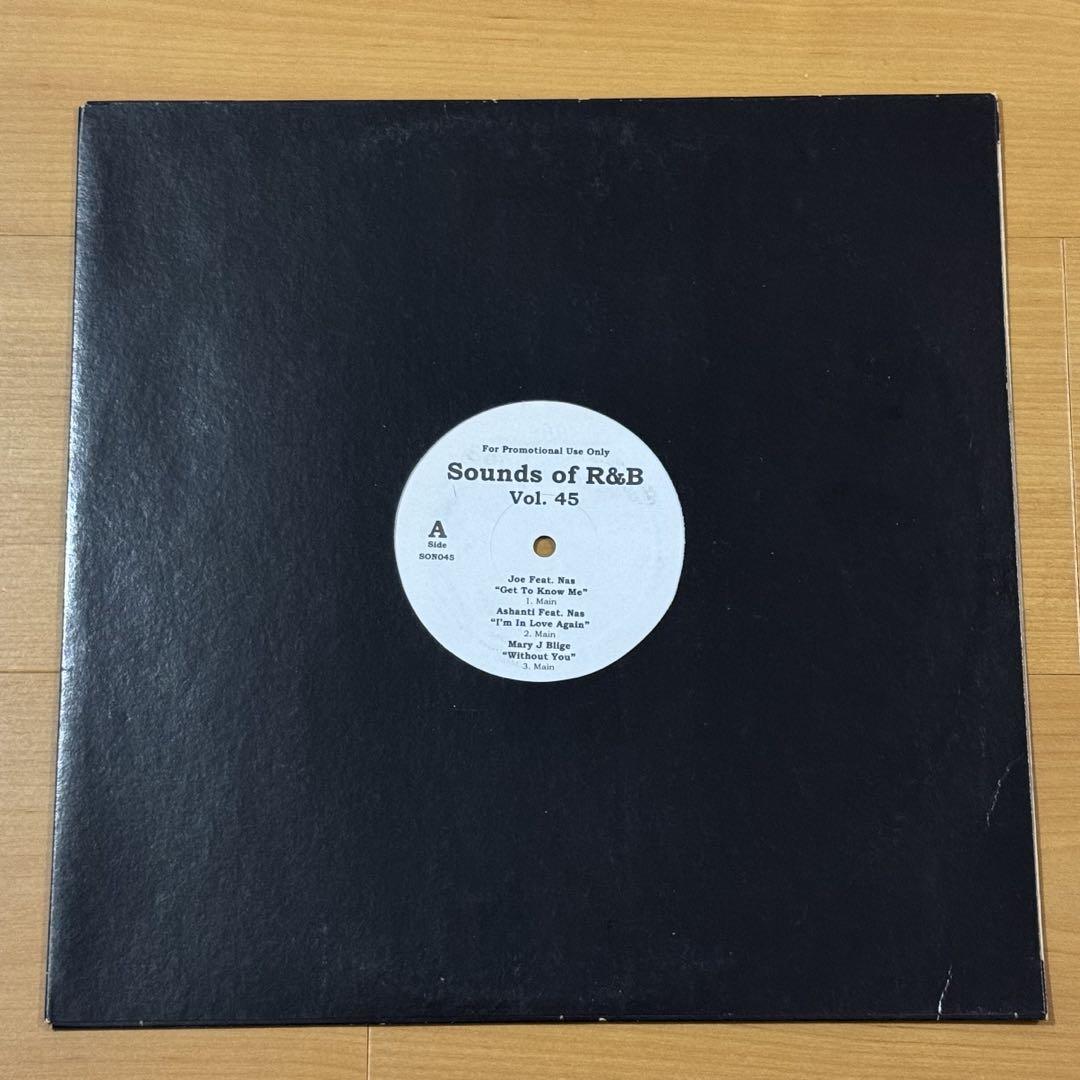 For Promotional Use Only
Sounds of R&B
Vol. 45
A
Side
SON045
Joe Feat. Nas
“Get To Know Me”
1. Main
Ashanti Feat. Nas
“I’m In Love Again”
2. Main
Mary J Blige
“Without You”
3. Main